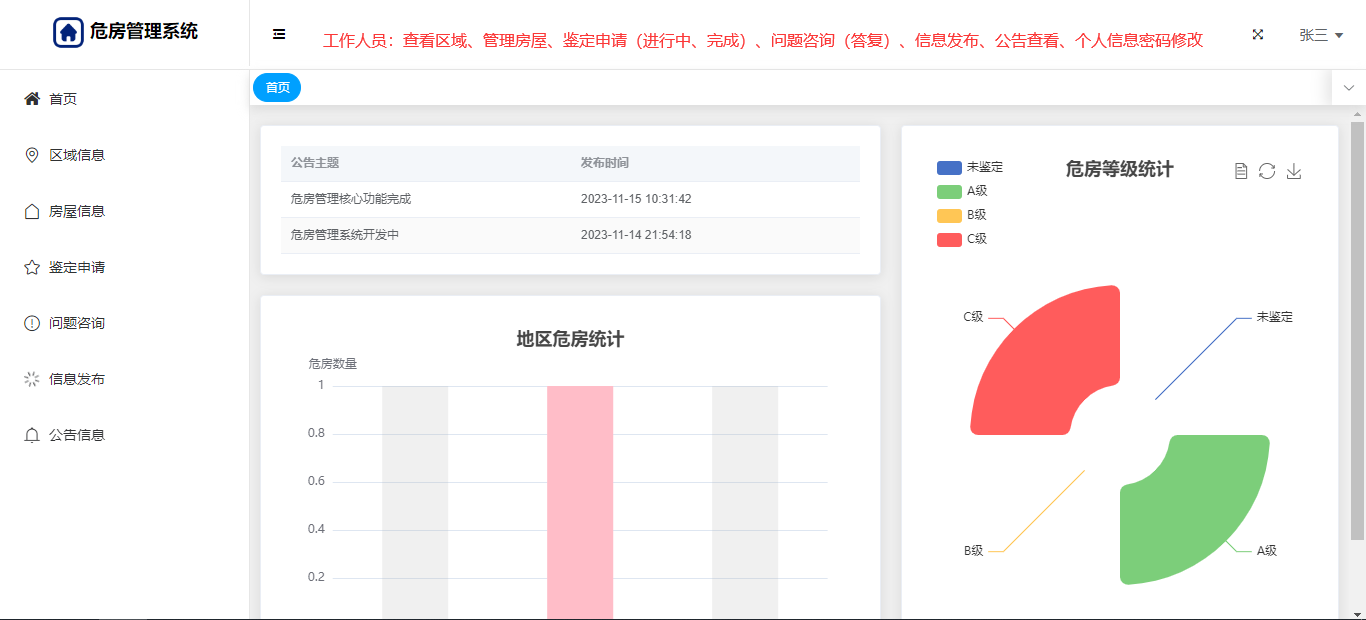 危房管理系统
工作人员：查看区域、管理房屋、鉴定申请（进行中、完成）、问题咨询（答复）、信息发布、公告查看、个人信息密码修改
张三
首页
区域信息
房屋信息
鉴定申请
问题咨询
信息发布
公告信息
首页
公告主题 发布时间
危房管理核心功能完成 2023-11-15 10:31:42
危房管理系统开发中 2023-11-14 21:54:18
地区危房统计
危房数量
1
0.8
0.6
0.4
0.2
危房等级统计
未鉴定
A级
B级
C级
C级
未鉴定
B级
A级